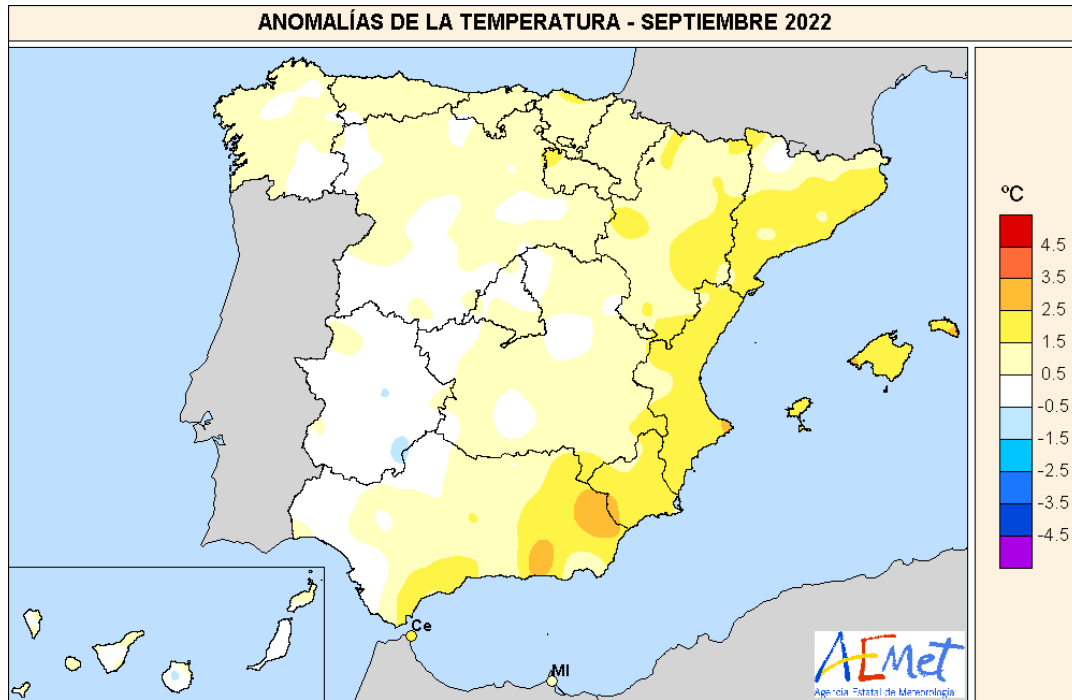 ANOMALÍAS DE LA TEMPERATURA - SEPTIEMBRE 2022
ºC
4.5
3.5
2.5
1.5
0.5
-0.5
-1.5
-2.5
-3.5
-4.5
Ce
Ml
AEMet
Agencia Estatal de Meteorología